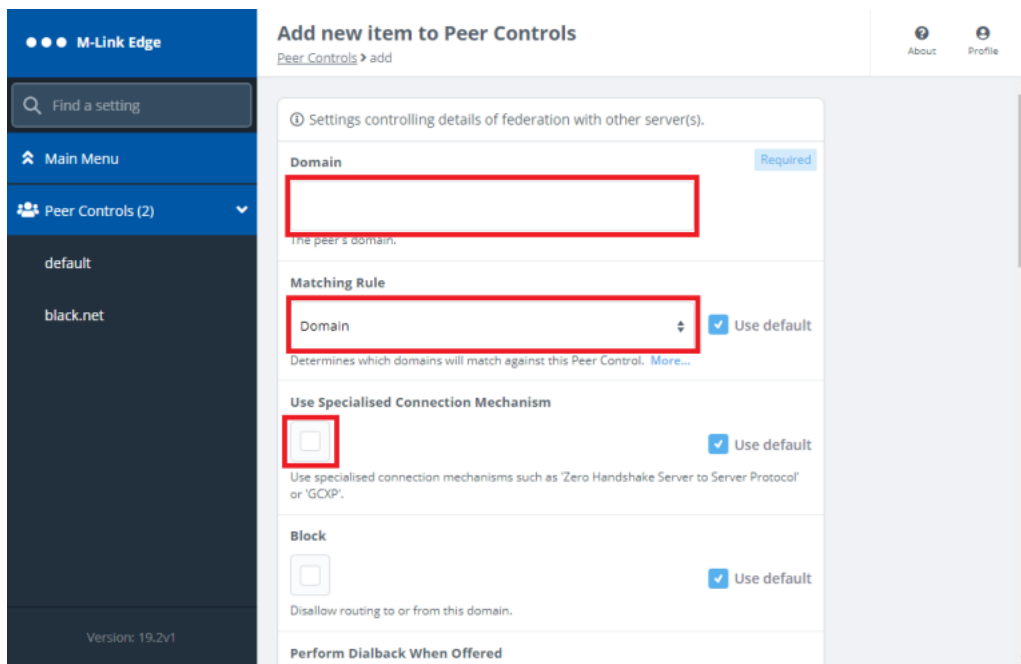 M-Link Edge
Find a setting
Main Menu
Peer Controls (2)
default
black.net
Version: 19.2v1
Add new item to Peer Controls
Peer Controls > add
About
Profile
Settings controlling details of federation with other server(s).
Domain
Required
The peer's domain.
Matching Rule
Domain
Use default
Determines which domains will match against this Peer Control. More...
Use Specialised Connection Mechanism
Use default
Use specialised connection mechanisms such as 'Zero Handshake Server to Server Protocol'
or 'GCXP'.
Block
Use default
Disallow routing to or from this domain.
Perform Dialback When Offered